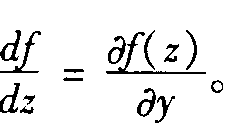 df/dz = ∂f(z)/∂y。